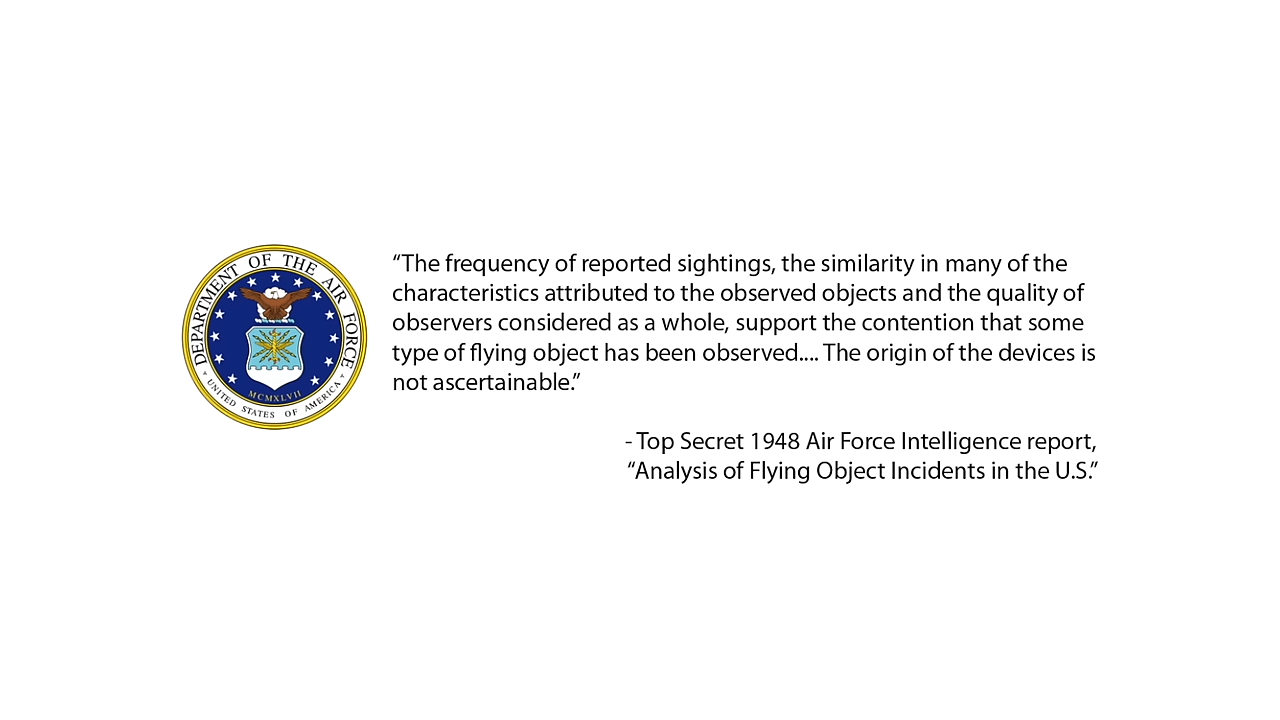 DEPARTMENT OF THE AIR FORCE
MCMXLVII
UNITED STATES OF AMERICA
“The frequency of reported sightings, the similarity in many of the
characteristics attributed to the observed objects and the quality of
observers considered as a whole, support the contention that some
type of flying object has been observed.... The origin of the devices is
not ascertainable.”
- Top Secret 1948 Air Force Intelligence report,
“Analysis of Flying Object Incidents in the U.S.”